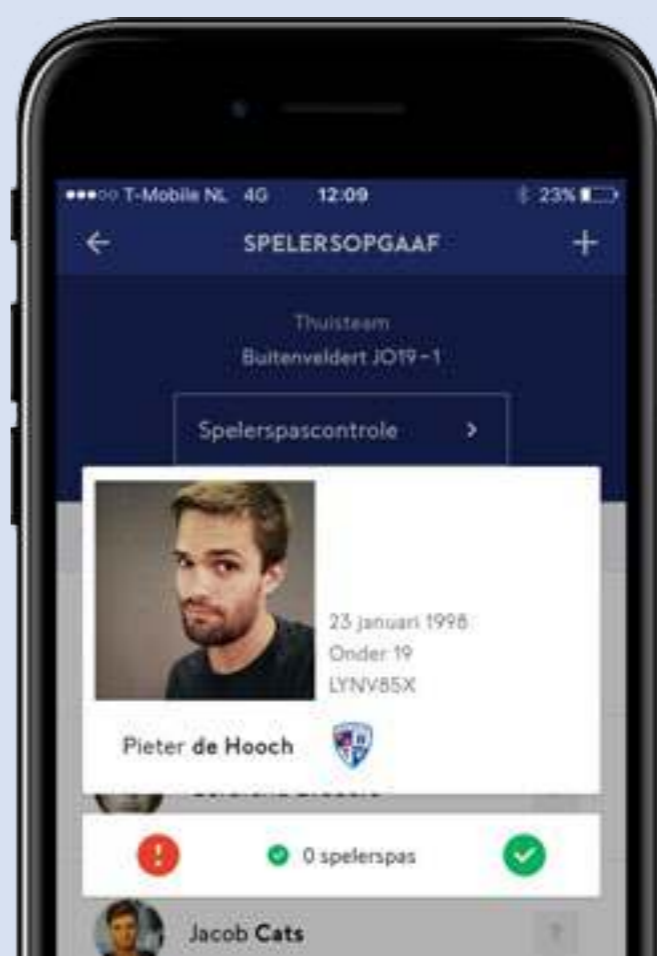 T-Mobile NL 4G 12:09 23%
SPELERSOPGAAF
Thuisteam
Buitenveldert JO19-1
Spelerspascontrole
23 januari 1998
Onder 19
LYNV85X
Pieter de Hooch
0 spelerspas
Jacob Cats
?